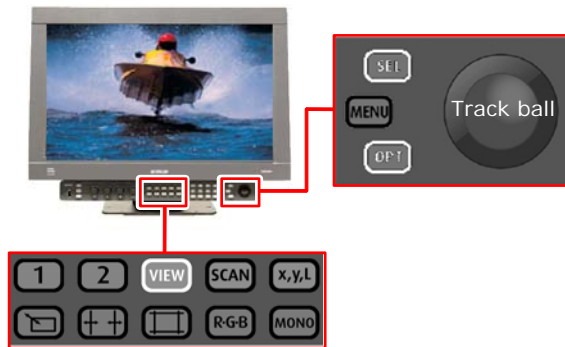 SEL
MENU
Track ball
OPT
1
2
VIEW
SCAN
x,y,L
R·G·B
MONO